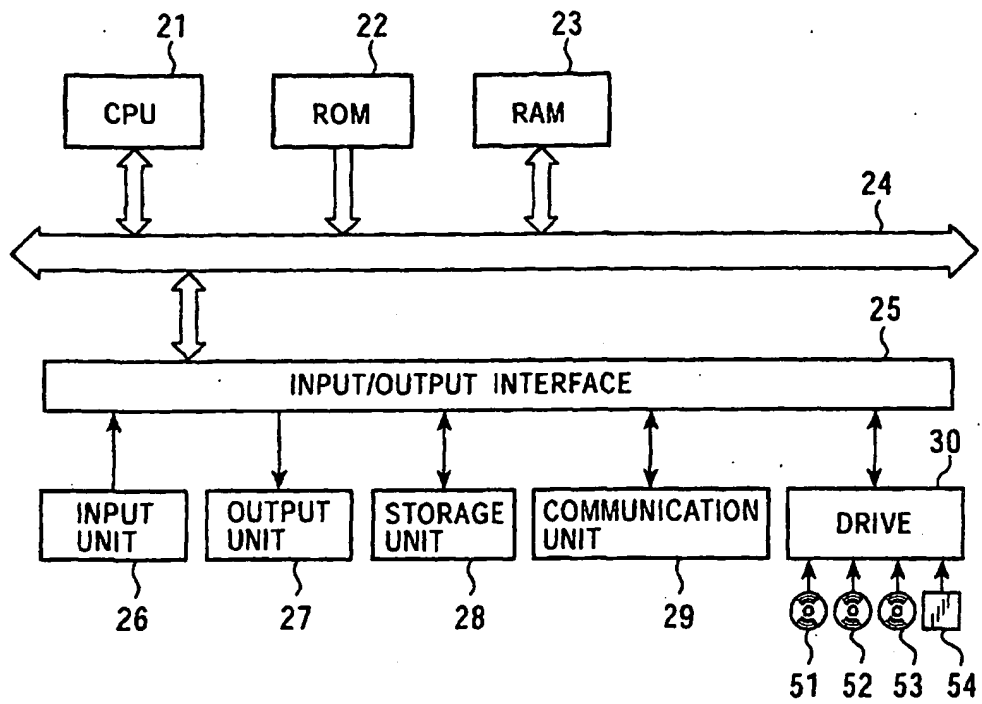 21
22
23
CPU
ROM
RAM
24
25
INPUT/OUTPUT INTERFACE
30
INPUT
UNIT
OUTPUT
UNIT
STORAGE
UNIT
COMMUNICATION
UNIT
DRIVE
26
27
28
29
51
52
53
54